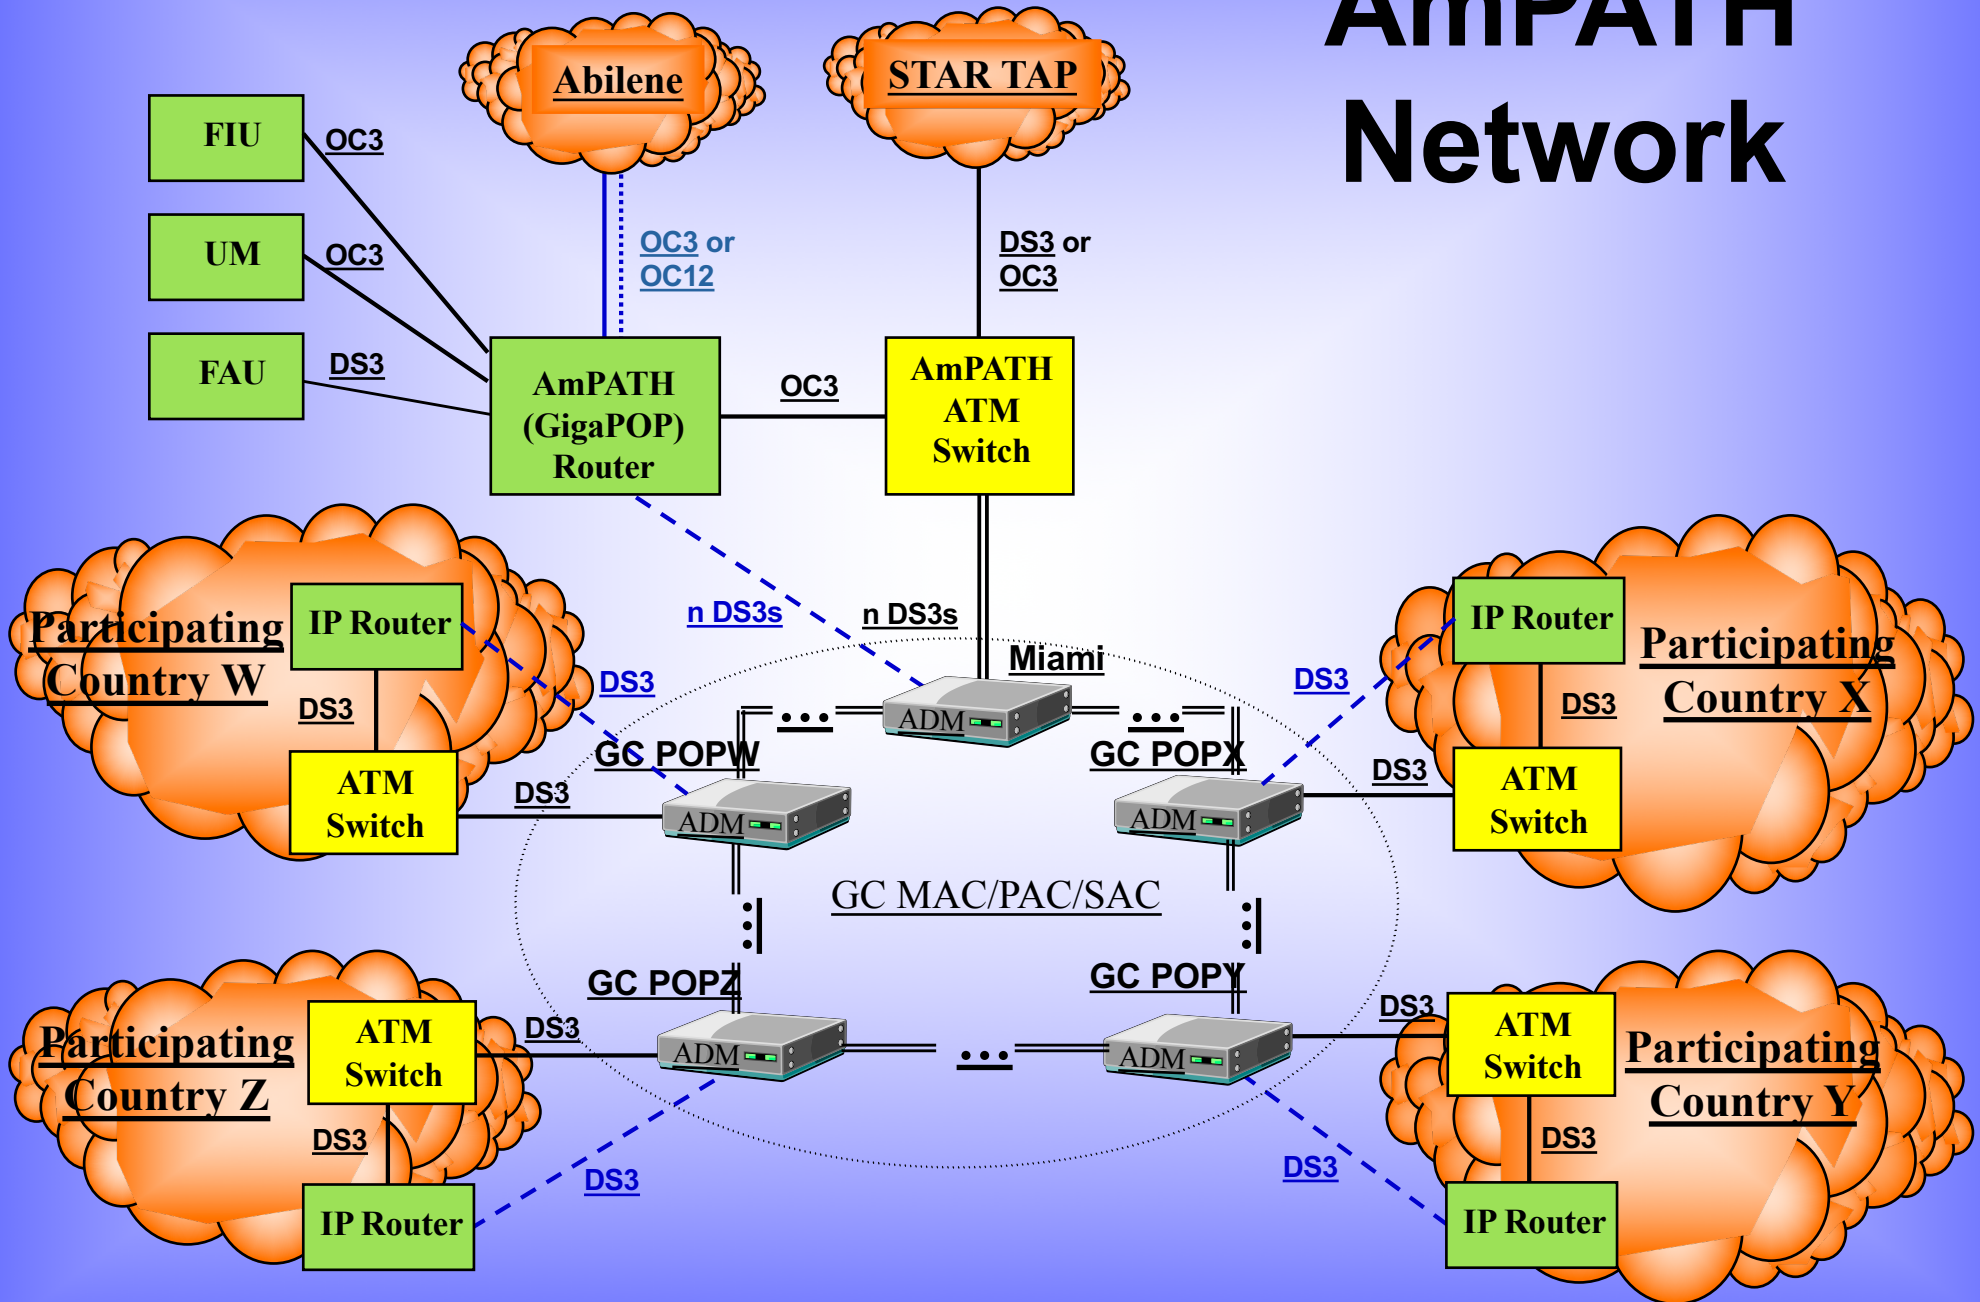 AmPATH
Network
Abilene
STAR TAP
FIU
OC3
UM
OC3
FAU
DS3
OC3 or
OC12
DS3 or
OC3
AmPATH
(GigaPOP)
Router
OC3
AmPATH
ATM
Switch
n DS3s
n DS3s
Miami
Participating
Country W
IP Router
DS3
ATM
Switch
DS3
DS3
GC POPW
ADM
ADM
GC POPX
ADM
DS3
DS3
IP Router
DS3
ATM
Switch
Participating
Country X
GC MAC/PAC/SAC
Participating
Country Z
ATM
Switch
DS3
IP Router
DS3
DS3
GC POPZ
ADM
GC POPY
ADM
DS3
DS3
ATM
Switch
DS3
IP Router
Participating
Country Y